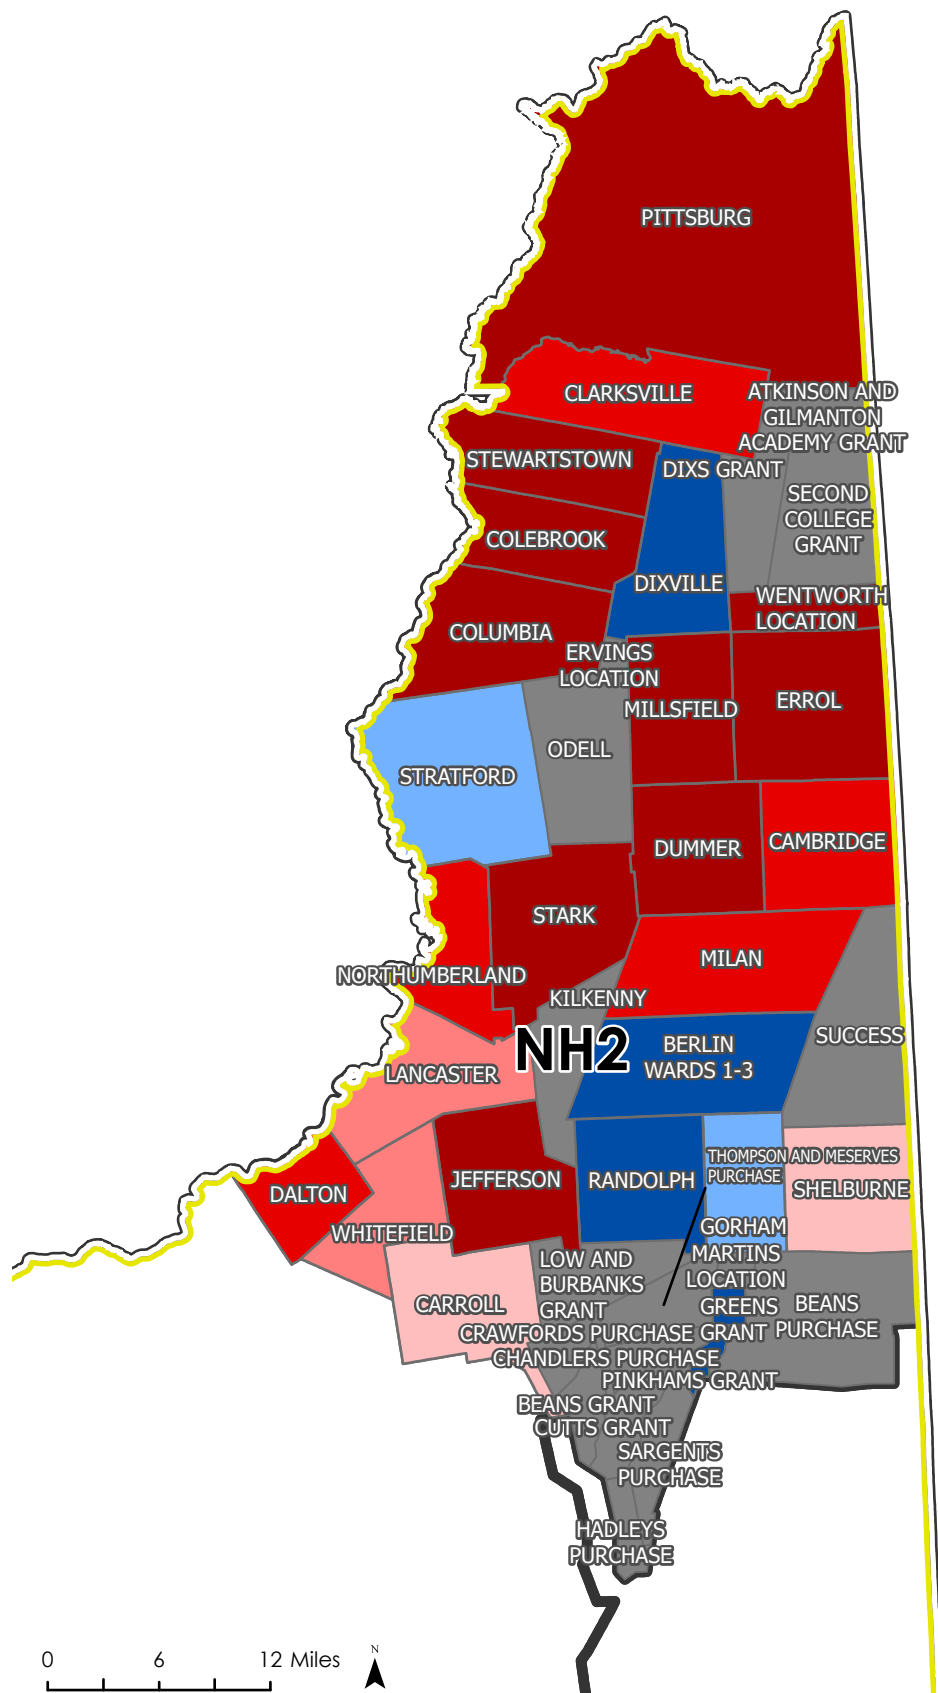 PITTSBURG
CLARKSVILLE
ATKINSON AND
GILMANTON
ACADEMY GRANT
STEWARTSTOWN
DIXS GRANT
SECOND
COLLEGE
GRANT
COLEBROOK
DIXVILLE
WENTWORTH
LOCATION
COLUMBIA
ERVINGS
LOCATION
MILLSFIELD
ERROL
ODELL
STRATFORD
DUMMER
CAMBRIDGE
STARK
MILAN
NORTHUMBERLAND
KILKENNY
SUCCESS
NH2
BERLIN
WARDS 1-3
LANCASTER
THOMPSON AND MESERVES
PURCHASE
JEFFERSON
RANDOLPH
SHELBURNE
DALTON
WHITEFIELD
GORHAM
MARTINS
LOCATION
LOW AND
BURBANKS
GRANT
CARROLL
GREENS
GRANT
BEANS
PURCHASE
CRAWFORDS PURCHASE
CHANDLERS PURCHASE
PINKHAMS GRANT
BEANS GRANT
CUTTS GRANT
SARGENTS
PURCHASE
HADLEYS
PURCHASE
0 6 12 Miles
N